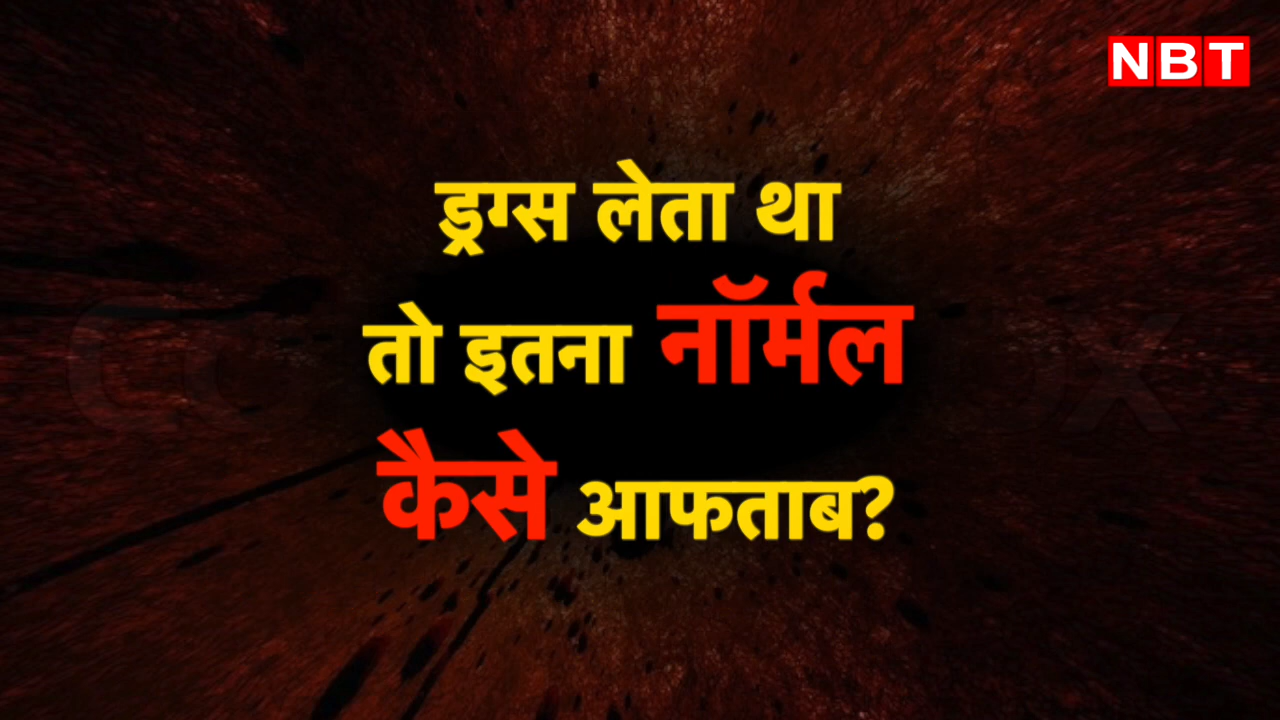 NBT
ड्रग्स लेता था
तो इतना नॉर्मल
कैसे आफताब?